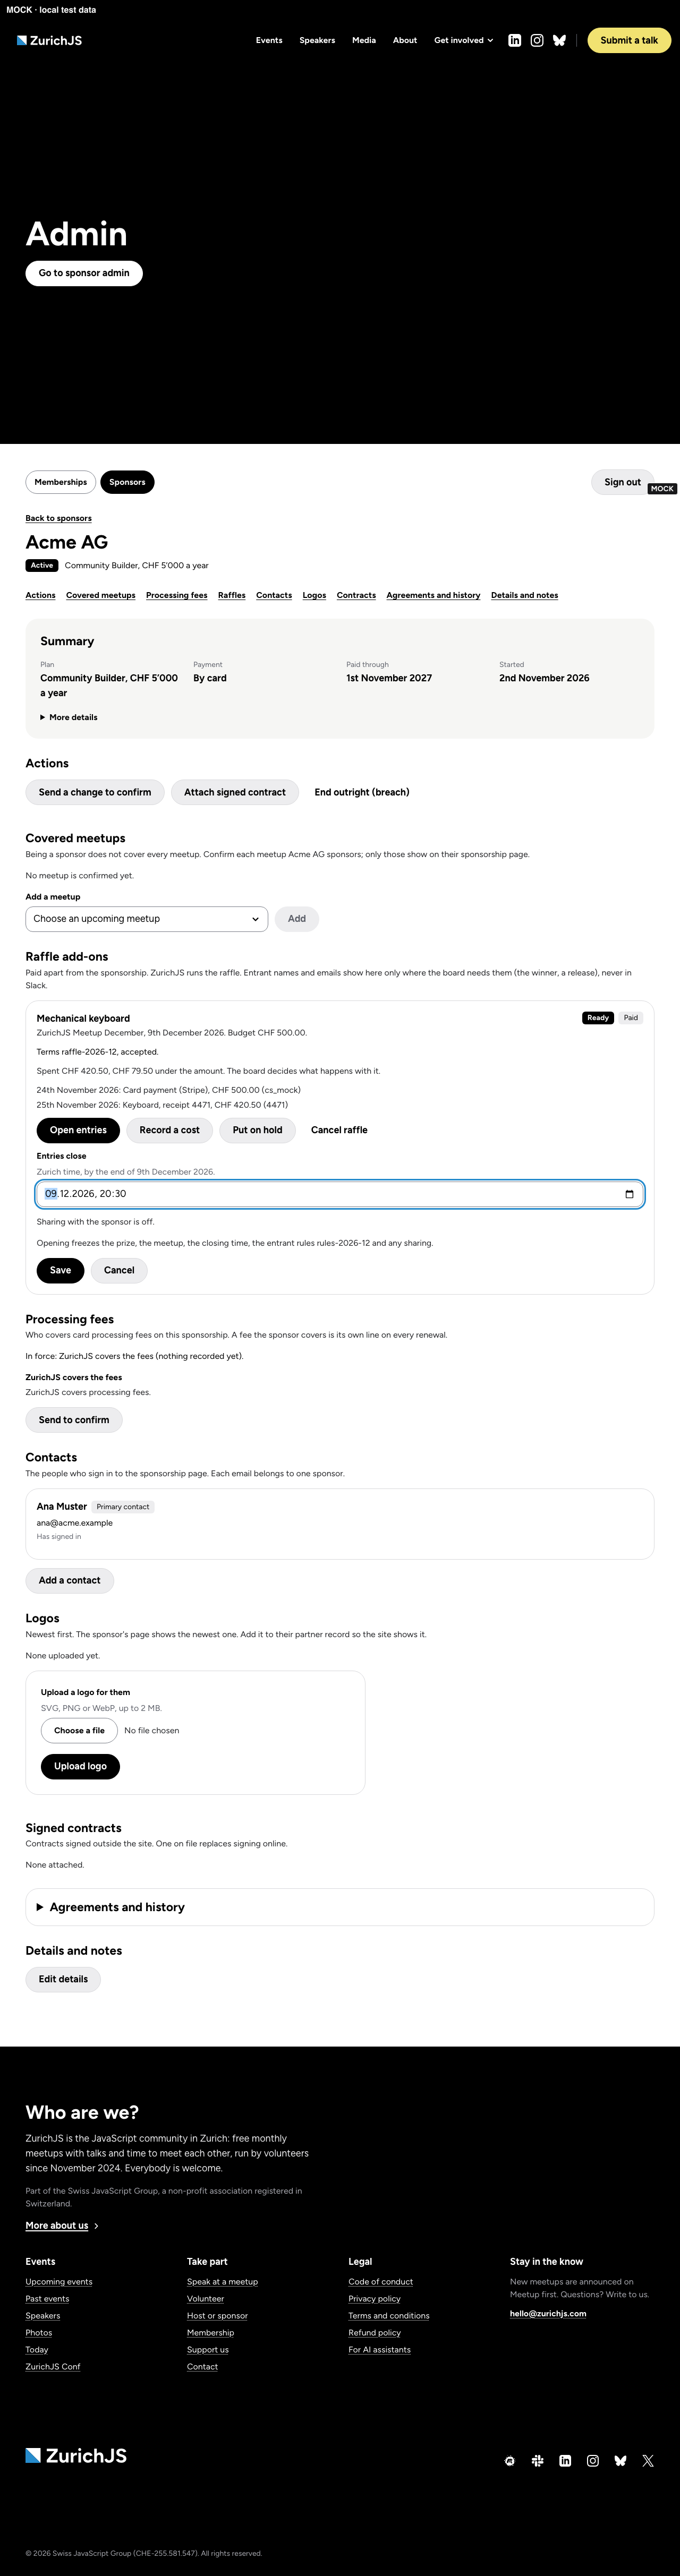 MOCK · local test data
ZurichJS
Events Speakers Media About Get involved
Submit a talk
Admin
Go to sponsor admin
Memberships Sponsors
Sign out
MOCK
Back to sponsors
Acme AG
Active Community Builder, CHF 5’000 a year
Actions Covered meetups Processing fees Raffles Contacts Logos Contracts Agreements and history Details and notes
Summary
Plan Payment Paid through Started
Community Builder, CHF 5’000 By card 1st November 2027 2nd November 2026
a year
More details
Actions
Send a change to confirm Attach signed contract End outright (breach)
Covered meetups
Being a sponsor does not cover every meetup. Confirm each meetup Acme AG sponsors; only those show on their sponsorship page.
No meetup is confirmed yet.
Add a meetup
Choose an upcoming meetup Add
Raffle add-ons
Paid apart from the sponsorship. ZurichJS runs the raffle. Entrant names and emails show here only where the board needs them (the winner, a release), never in
Slack.
Mechanical keyboard Ready Paid
ZurichJS Meetup December, 9th December 2026. Budget CHF 500.00.
Terms raffle-2026-12, accepted.
Spent CHF 420.50, CHF 79.50 under the amount. The board decides what happens with it.
24th November 2026: Card payment (Stripe), CHF 500.00 (cs_mock)
25th November 2026: Keyboard, receipt 4471, CHF 420.50 (4471)
Open entries Record a cost Put on hold Cancel raffle
Entries close
Zurich time, by the end of 9th December 2026.
09.12.2026, 20:30
Sharing with the sponsor is off.
Opening freezes the prize, the meetup, the closing time, the entrant rules rules-2026-12 and any sharing.
Save Cancel
Processing fees
Who covers card processing fees on this sponsorship. A fee the sponsor covers is its own line on every renewal.
In force: ZurichJS covers the fees (nothing recorded yet).
ZurichJS covers the fees
ZurichJS covers processing fees.
Send to confirm
Contacts
The people who sign in to the sponsorship page. Each email belongs to one sponsor.
Ana Muster Primary contact
ana@acme.example
Has signed in
Add a contact
Logos
Newest first. The sponsor's page shows the newest one. Add it to their partner record so the site shows it.
None uploaded yet.
Upload a logo for them
SVG, PNG or WebP, up to 2 MB.
Choose a file No file chosen
Upload logo
Signed contracts
Contracts signed outside the site. One on file replaces signing online.
None attached.
Agreements and history
Details and notes
Edit details
Who are we?
ZurichJS is the JavaScript community in Zurich: free monthly
meetups with talks and time to meet each other, run by volunteers
since November 2024. Everybody is welcome.
Part of the Swiss JavaScript Group, a non-profit association registered in
Switzerland.
More about us
Events Take part Legal Stay in the know
Upcoming events Speak at a meetup Code of conduct New meetups are announced on
Past events Volunteer Privacy policy Meetup first. Questions? Write to us.
Speakers Host or sponsor Terms and conditions hello@zurichjs.com
Photos Membership Refund policy
Today Support us For AI assistants
ZurichJS Conf Contact
ZurichJS
© 2026 Swiss JavaScript Group (CHE-255.581.547). All rights reserved.